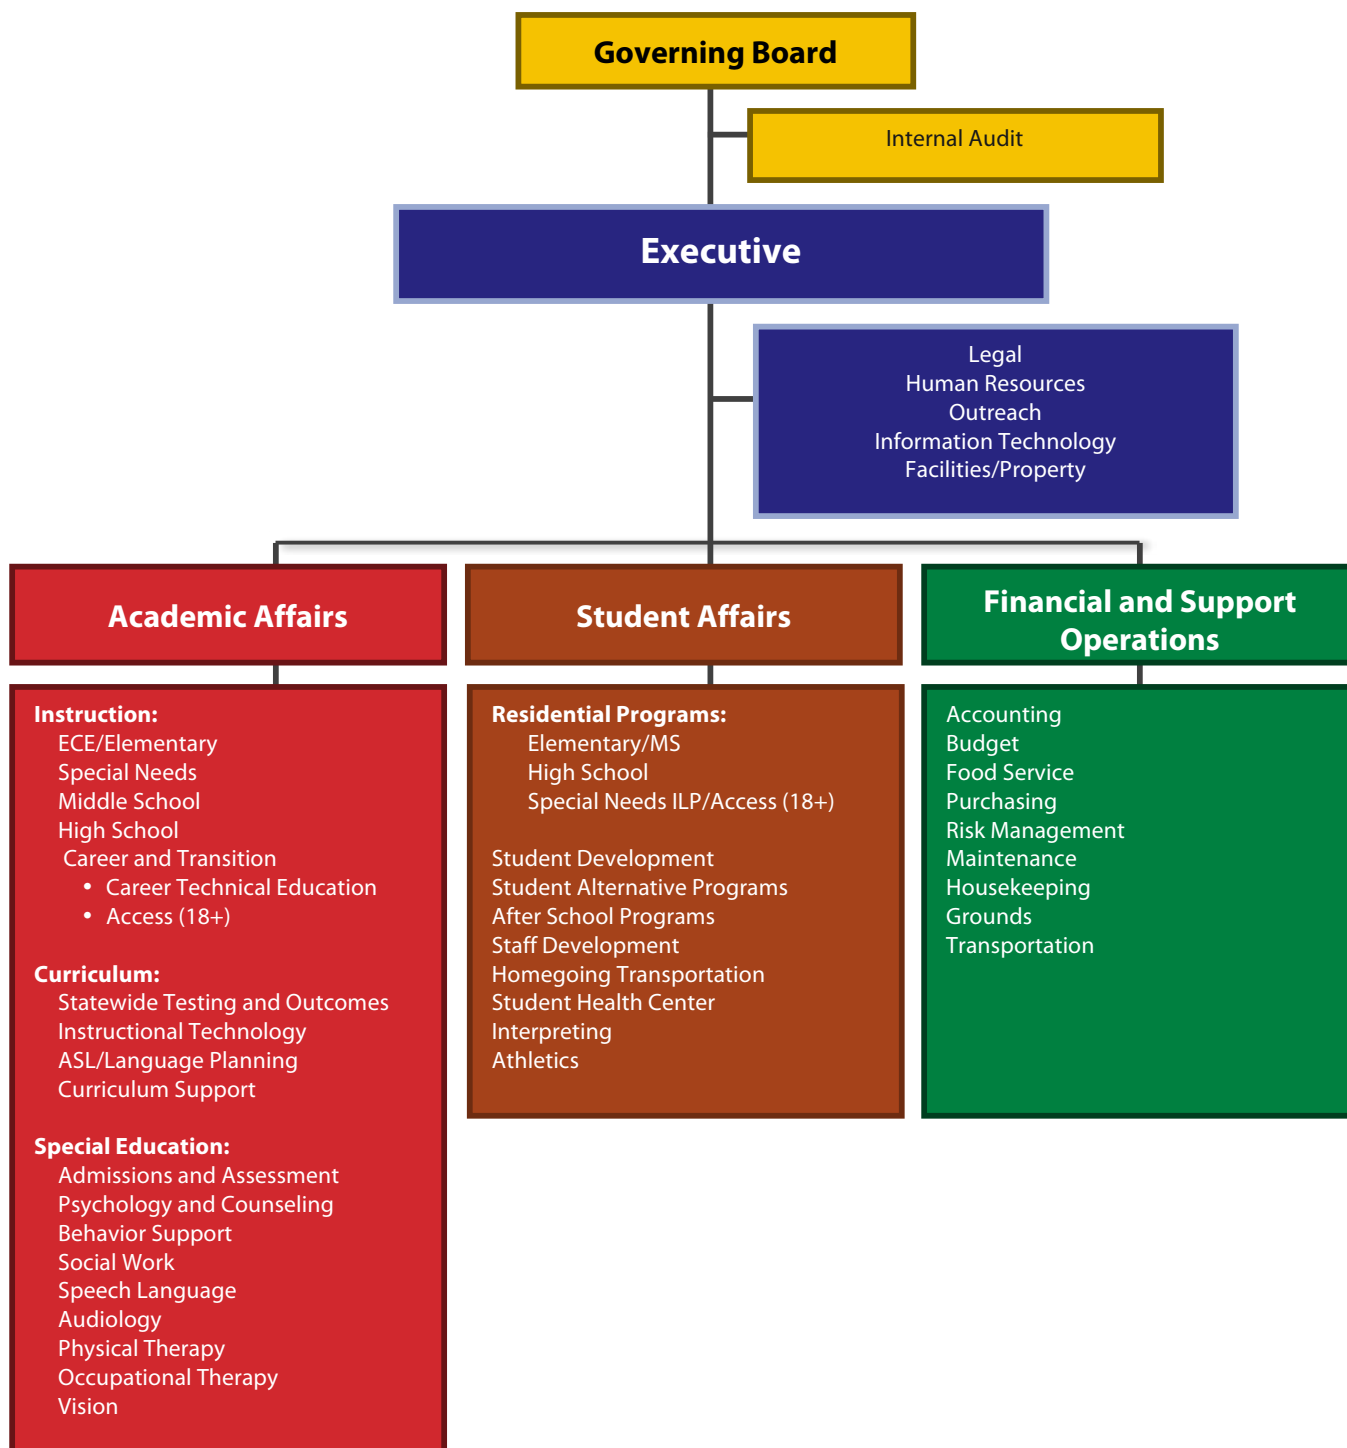 Governing Board
Internal Audit
Executive
Legal
Human Resources
Outreach
Information Technology
Facilities/Property
Academic Affairs
Instruction:
ECE/Elementary
Special Needs
Middle School
High School
Career and Transition
• Career Technical Education
• Access (18+)
Curriculum:
Statewide Testing and Outcomes
Instructional Technology
ASL/Language Planning
Curriculum Support
Special Education:
Admissions and Assessment
Psychology and Counseling
Behavior Support
Social Work
Speech Language
Audiology
Physical Therapy
Occupational Therapy
Vision
Student Affairs
Residential Programs:
Elementary/MS
High School
Special Needs ILP/Access (18+)
Student Development
Student Alternative Programs
After School Programs
Staff Development
Homegoing Transportation
Student Health Center
Interpreting
Athletics
Financial and Support
Operations
Accounting
Budget
Food Service
Purchasing
Risk Management
Maintenance
Housekeeping
Grounds
Transportation